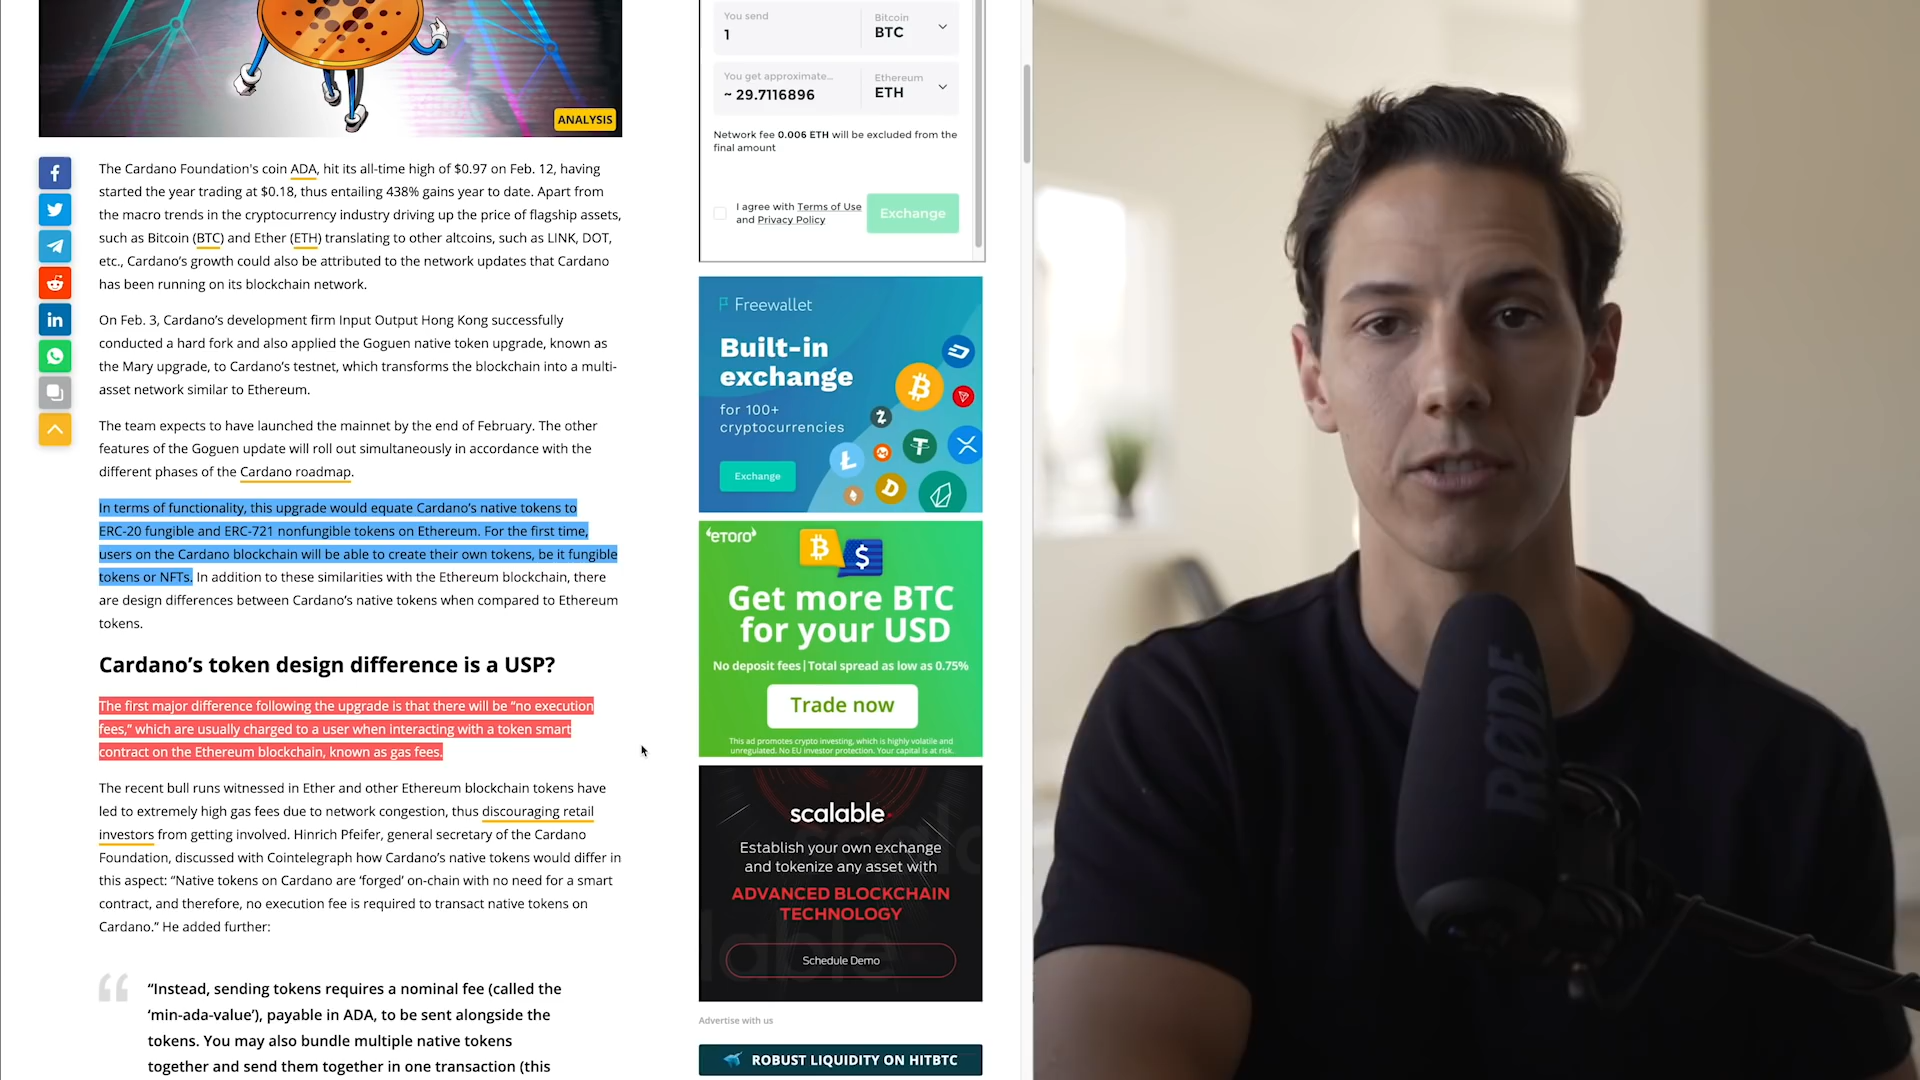 ANALYSIS
The Cardano Foundation's coin ADA, hit its all-time high of $0.97 on Feb. 12, having
started the year trading at $0.18, thus entailing 438% gains year to date. Apart from
the macro trends in the cryptocurrency industry driving up the price of flagship assets,
such as Bitcoin (BTC) and Ether (ETH) translating to other altcoins, such as LINK, DOT,
etc., Cardano’s growth could also be attributed to the network updates that Cardano
has been running on its blockchain network.
On Feb. 3, Cardano’s development firm Input Output Hong Kong successfully
conducted a hard fork and also applied the Goguen native token upgrade, known as
the Mary upgrade, to Cardano’s testnet, which transforms the blockchain into a multi-
asset network similar to Ethereum.
The team expects to have launched the mainnet by the end of February. The other
features of the Goguen update will roll out simultaneously in accordance with the
different phases of the Cardano roadmap.
In terms of functionality, this upgrade would equate Cardano’s native tokens to
ERC-20 fungible and ERC-721 nonfungible tokens on Ethereum. For the first time,
users on the Cardano blockchain will be able to create their own tokens, be it fungible
tokens or NFTs. In addition to these similarities with the Ethereum blockchain, there
are design differences between Cardano’s native tokens when compared to Ethereum
tokens.
Cardano’s token design difference is a USP?
The first major difference following the upgrade is that there will be “no execution
fees,” which are usually charged to a user when interacting with a token smart
contract on the Ethereum blockchain, known as gas fees.
The recent bull runs witnessed in Ether and other Ethereum blockchain tokens have
led to extremely high gas fees due to network congestion, thus discouraging retail
investors from getting involved. Hinrich Pfeifer, general secretary of the Cardano
Foundation, discussed with Cointelegraph how Cardano’s native tokens would differ in
this aspect: “Native tokens on Cardano are ‘forged’ on-chain with no need for a smart
contract, and therefore, no execution fee is required to transact native tokens on
Cardano.” He added further:
“Instead, sending tokens requires a nominal fee (called the
‘min-ada-value’), payable in ADA, to be sent alongside the
tokens. You may also bundle multiple native tokens
together and send them together in one transaction (this
You send
1
Bitcoin
BTC
You get approximate...
~ 29.7116896
Ethereum
ETH
Network fee 0.006 ETH will be excluded from the
final amount
I agree with Terms of Use
and Privacy Policy
Exchange
Freewallet
Built-in
exchange
for 100+
cryptocurrencies
Exchange
eToro
Get more BTC
for your USD
No deposit fees | Total spread as low as 0.75%
Trade now
This ad promotes crypto investing, which is highly volatile and
unregulated. No EU investor protection. Your capital is at risk.
scalable
Establish your own exchange
and tokenize any asset with
ADVANCED BLOCKCHAIN
TECHNOLOGY
Schedule Demo
Advertise with us
ROBUST LIQUIDITY ON HITBTC
RØDE